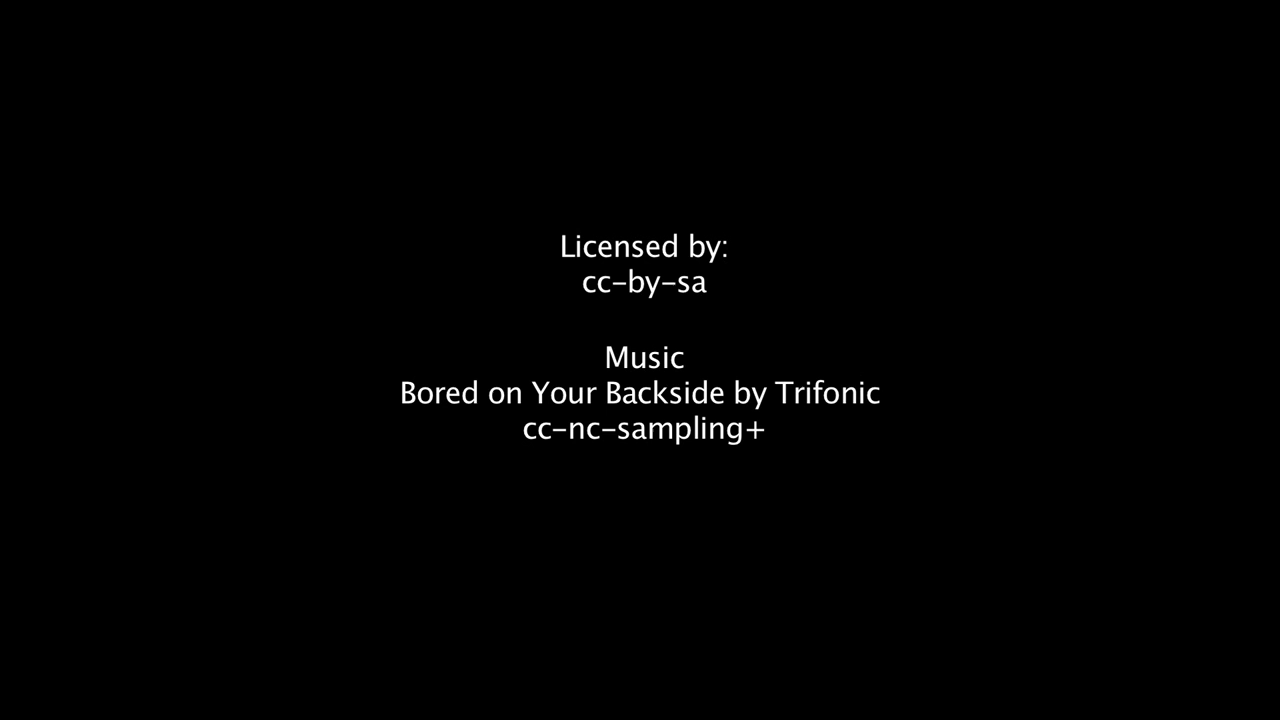 Licensed by:
cc-by-sa
Music
Bored on Your Backside by Trifonic
cc-nc-sampling+